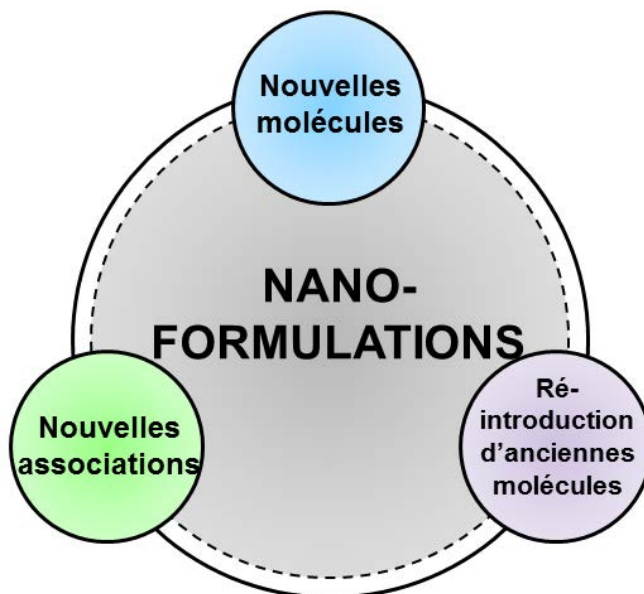 Nouvelles
molécules
NANO-
FORMULATIONS
Nouvelles
associations
Ré-
introduction
d’anciennes
molécules